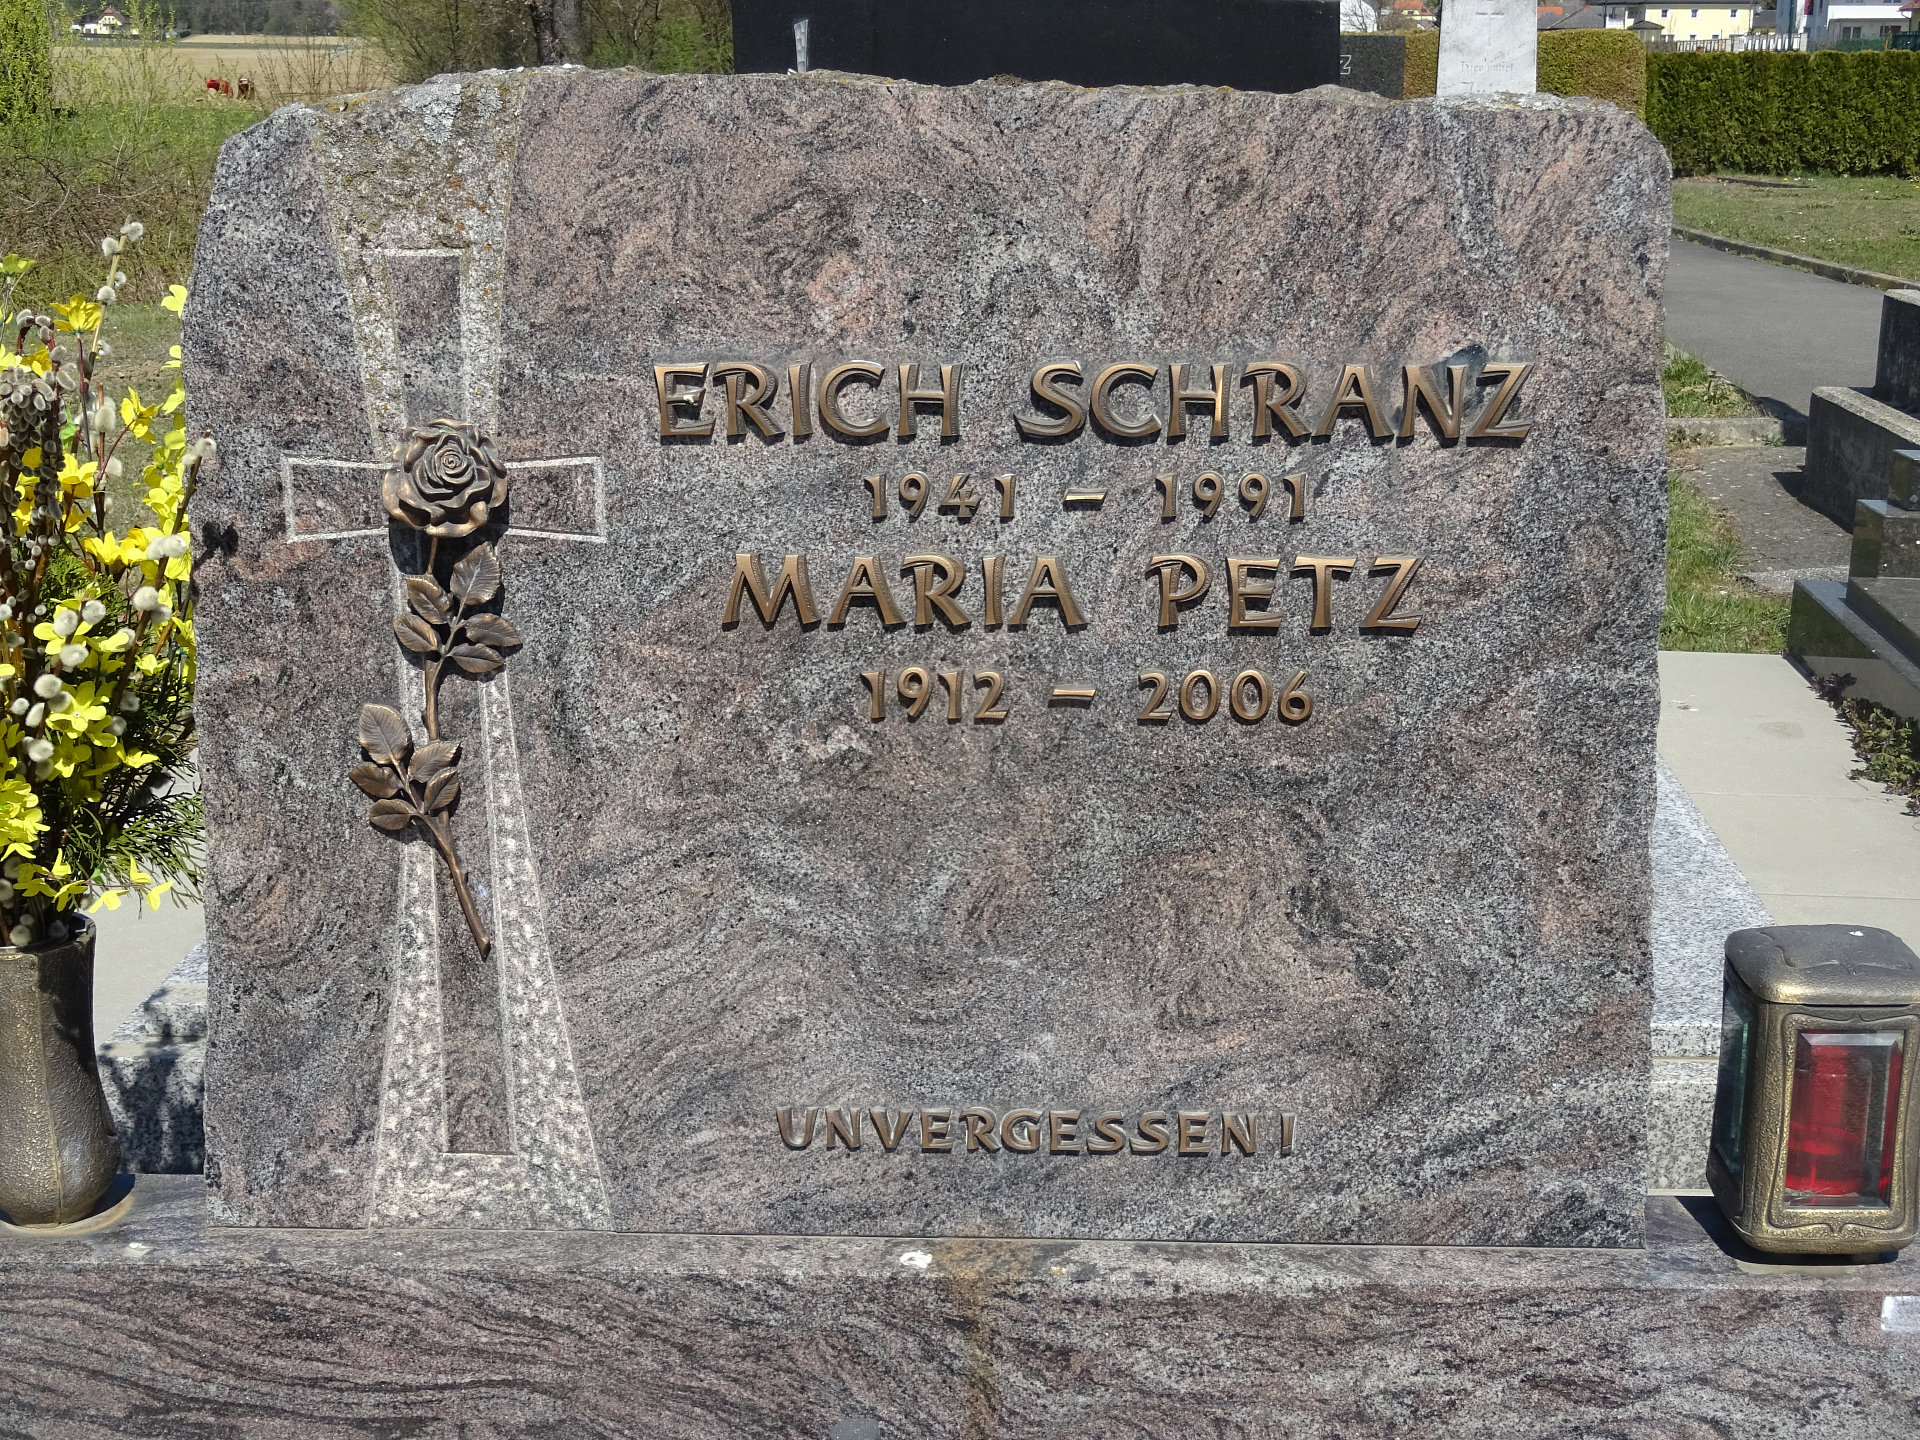 ERICH SCHRANZ
1941 – 1991
MARIA PETZ
1912 – 2006
UNVERGESSEN!